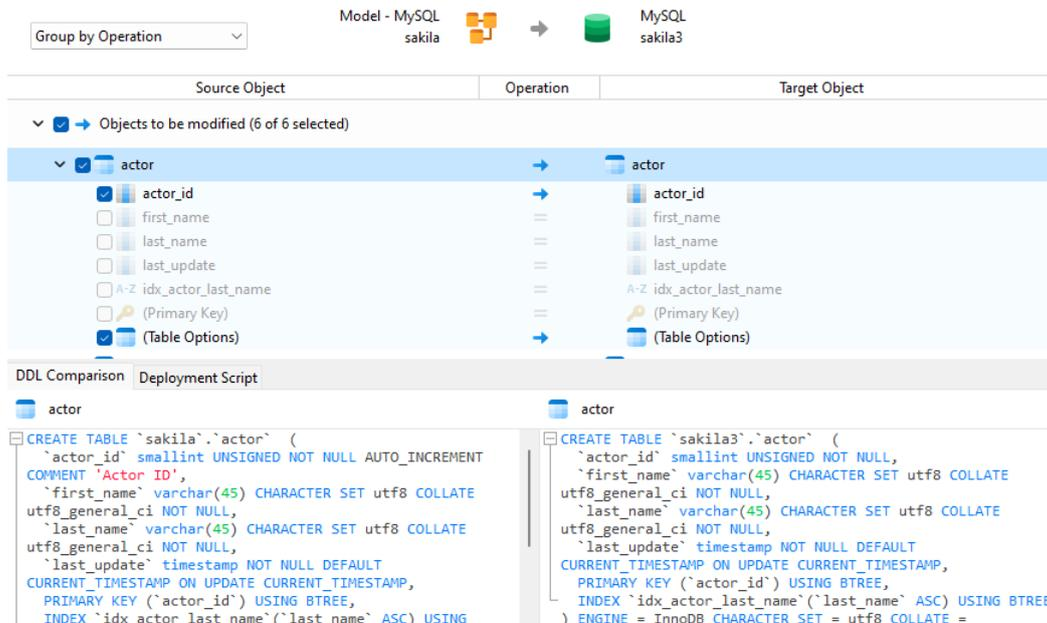 Model - MySQL
sakila
MySQL
sakila3
Group by Operation
Source Object Operation Target Object
Objects to be modified (6 of 6 selected)
actor actor
actor_id actor_id
first_name = first_name
last_name = last_name
last_update = last_update
A-Z idx_actor_last_name = A-Z idx_actor_last_name
(Primary Key) = (Primary Key)
(Table Options) (Table Options)
DDL Comparison Deployment Script
actor
CREATE TABLE `sakila`.`actor`  (
`actor_id` smallint UNSIGNED NOT NULL AUTO_INCREMENT
COMMENT 'Actor ID',
`first_name` varchar(45) CHARACTER SET utf8 COLLATE
utf8_general_ci NOT NULL,
`last_name` varchar(45) CHARACTER SET utf8 COLLATE
utf8_general_ci NOT NULL,
`last_update` timestamp NOT NULL DEFAULT
CURRENT_TIMESTAMP ON UPDATE CURRENT_TIMESTAMP,
PRIMARY KEY (`actor_id`) USING BTREE,
INDEX `idx_actor_last_name`(`last_name` ASC) USING
actor
CREATE TABLE `sakila3`.`actor`  (
`actor_id` smallint UNSIGNED NOT NULL,
`first_name` varchar(45) CHARACTER SET utf8 COLLATE
utf8_general_ci NOT NULL,
`last_name` varchar(45) CHARACTER SET utf8 COLLATE
utf8_general_ci NOT NULL,
`last_update` timestamp NOT NULL DEFAULT
CURRENT_TIMESTAMP ON UPDATE CURRENT_TIMESTAMP,
PRIMARY KEY (`actor_id`) USING BTREE,
INDEX `idx_actor_last_name`(`last_name` ASC) USING BTREE
) ENGINE = InnoDB CHARACTER SET = utf8 COLLATE =